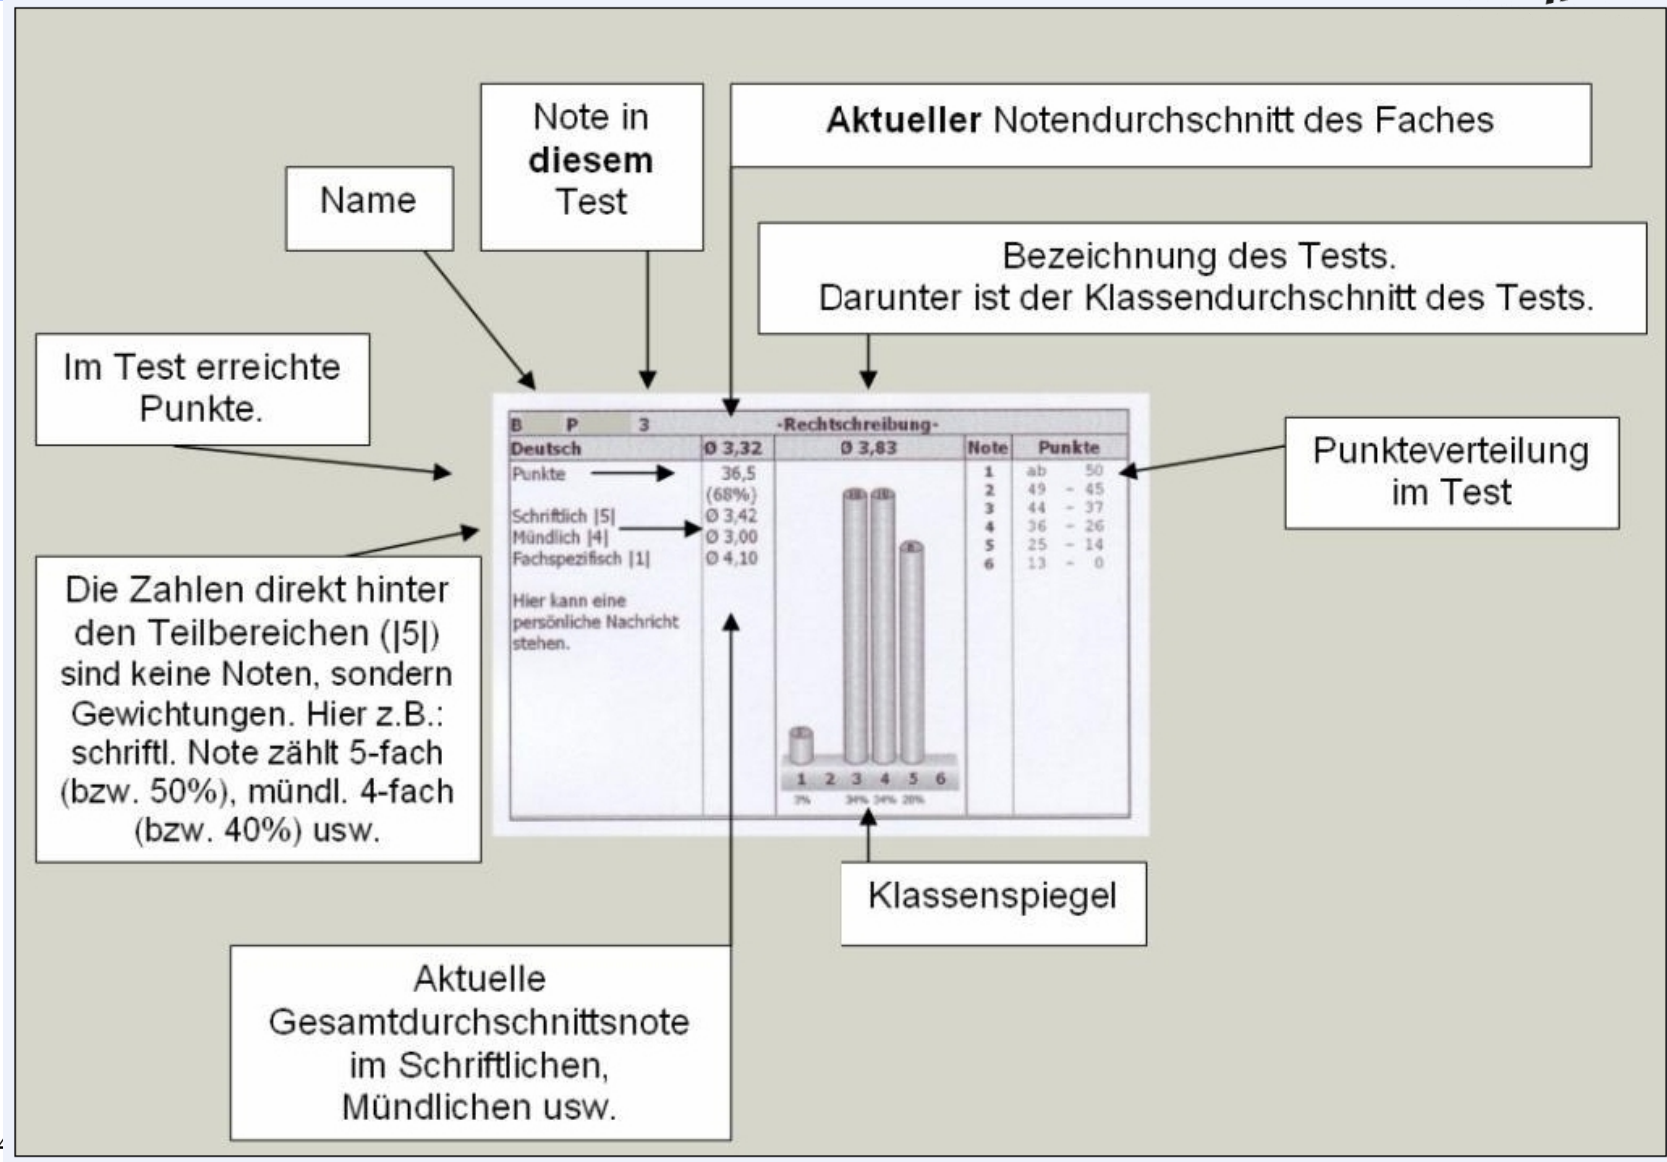 Note in
diesem
Test
Aktueller Notendurchschnitt des Faches
Name
Bezeichnung des Tests.
Darunter ist der Klassendurchschnitt des Tests.
Im Test erreichte
Punkte.
Punkteverteilung
im Test
Die Zahlen direkt hinter
den Teilbereichen (|5|)
sind keine Noten, sondern
Gewichtungen. Hier z.B.:
schriftl. Note zählt 5-fach
(bzw. 50%), mündl. 4-fach
(bzw. 40%) usw.
B P 3 -Rechtschreibung-
Deutsch Ø 3,32 Ø 3,83 Note Punkte
Punkte 36,5
(68%)
Schriftlich |5| Ø 3,42
Mündlich |4| Ø 3,00
Fachspezifisch |1| Ø 4,10
Hier kann eine
persönliche Nachricht
stehen.
1 2 3 4 5 6
3% 34% 34% 28%
1 ab 50
2 49 - 45
3 44 - 37
4 36 - 26
5 25 - 14
6 13 - 0
Klassenspiegel
Aktuelle
Gesamtdurchschnittsnote
im Schriftlichen,
Mündlichen usw.